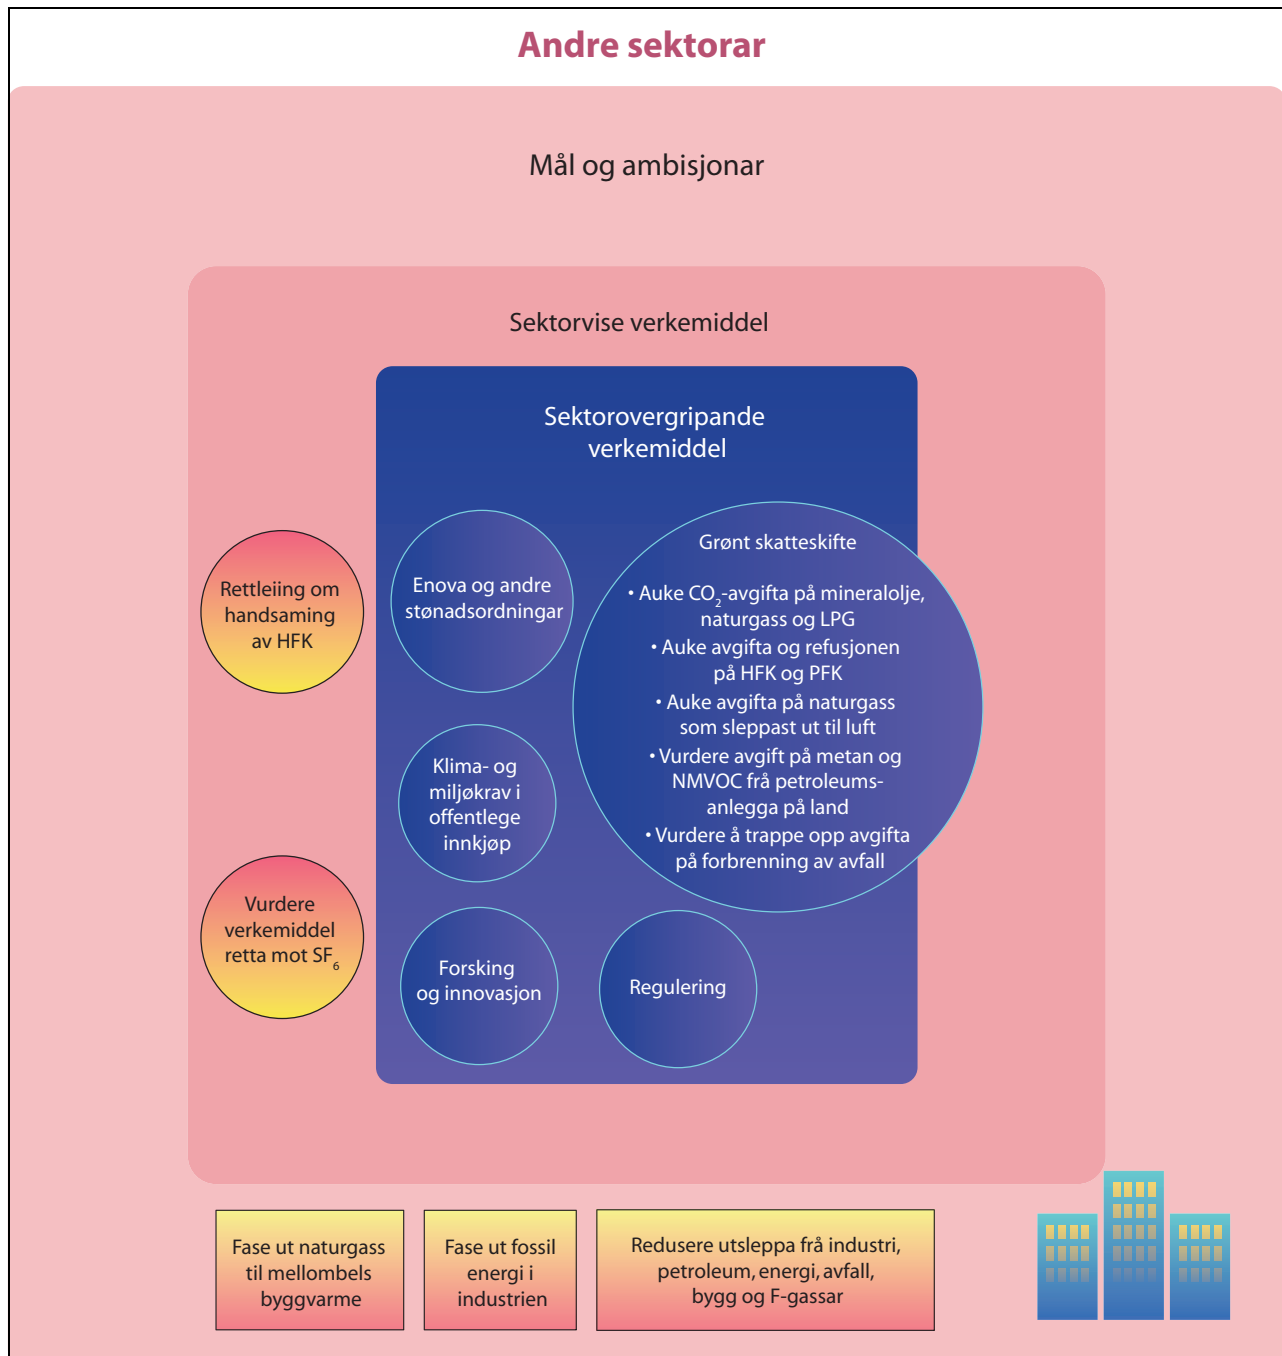 Andre sektorar
Mål og ambisjonar
Sektorvise verkemiddel
Sektorovergripande
verkemiddel
Rettleiing om
handsaming
av HFK
Vurdere
verkemiddel
retta mot SF₆
Enova og andre
stønadsordningar
Klima- og
miljøkrav i
offentlege
innkjøp
Forsking
og innovasjon
Grønt skatteskifte
• Auke CO₂-avgifta på mineralolje,
naturgass og LPG
• Auke avgifta og refusjonen
på HFK og PFK
• Auke avgifta på naturgass
som sleppast ut til luft
• Vurdere avgift på metan og
NMVOC frå petroleums-
anlegga på land
• Vurdere å trappe opp avgifta
på forbrenning av avfall
Regulering
Fase ut naturgass
til mellombels
byggvarme
Fase ut fossil
energi i
industrien
Redusere utsleppa frå industri,
petroleum, energi, avfall,
bygg og F-gassar